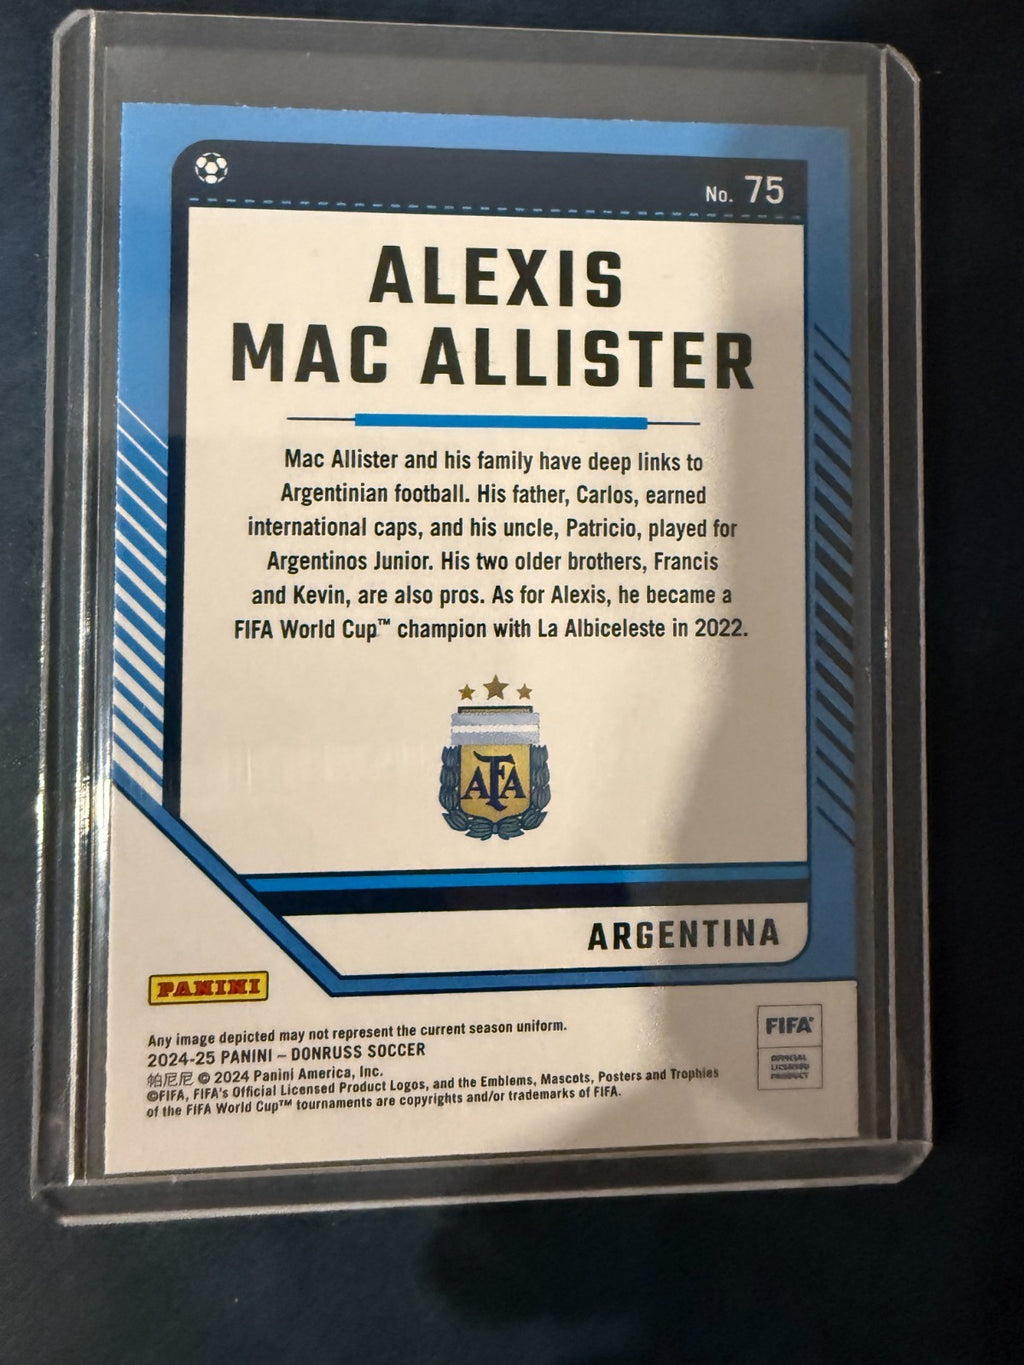 No. 75
ALEXIS
MAC ALLISTER
Mac Allister and his family have deep links to
Argentinian football. His father, Carlos, earned
international caps, and his uncle, Patricio, played for
Argentinos Junior. His two older brothers, Francis
and Kevin, are also pros. As for Alexis, he became a
FIFA World Cup™ champion with La Albiceleste in 2022.
AFA
ARGENTINA
PANINI
Any image depicted may not represent the current season uniform.
2024-25 PANINI – DONRUSS SOCCER
帕尼尼 © 2024 Panini America, Inc.
©FIFA, FIFA's Official Licensed Product Logos, and the Emblems, Mascots, Posters and Trophies
of the FIFA World Cup™ tournaments are copyrights and/or trademarks of FIFA.
FIFA®
OFFICIAL
LICENSED
PRODUCT